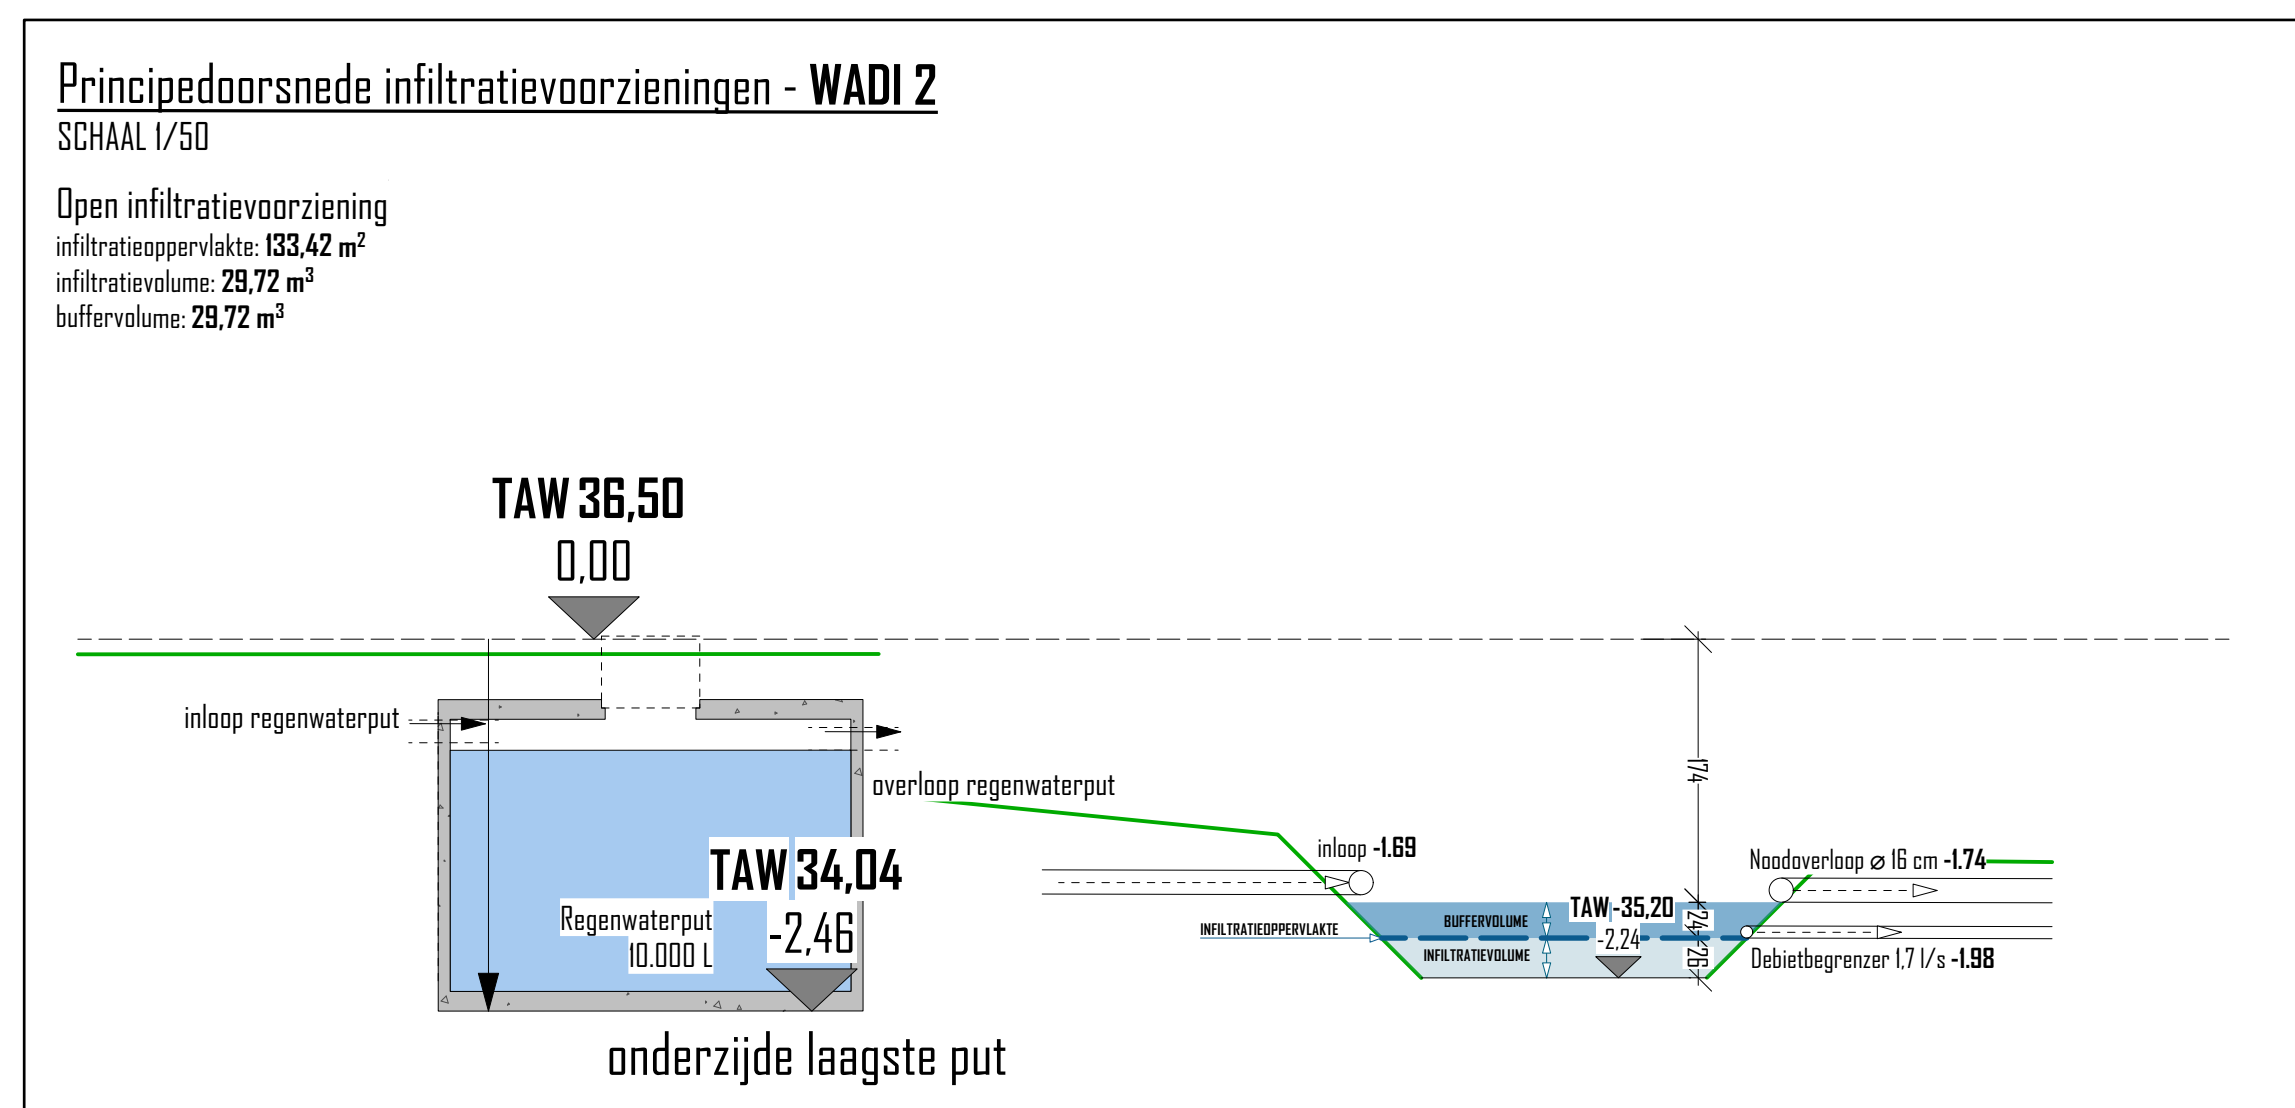 Principedoorsnede infiltratievoorzieningen - WADI 2
SCHAAL 1/50
Open infiltratievoorziening
infiltratieoppervlakte: 133,42 m²
infiltratievolume: 29,72 m³
buffervolume: 29,72 m³
TAW 36,50
0,00
inloop regenwaterput
overloop regenwaterput
174
inloop -1.69
Noodoverloop ⌀ 16 cm -1.74
TAW 34,04
-2,46
Regenwaterput
10.000 L
INFILTRATIEOPPERVLAKTE
BUFFERVOLUME
INFILTRATIEVOLUME
TAW -35,20
-2,24
24
26
Debietbegrenzer 1,7 l/s -1.98
onderzijde laagste put